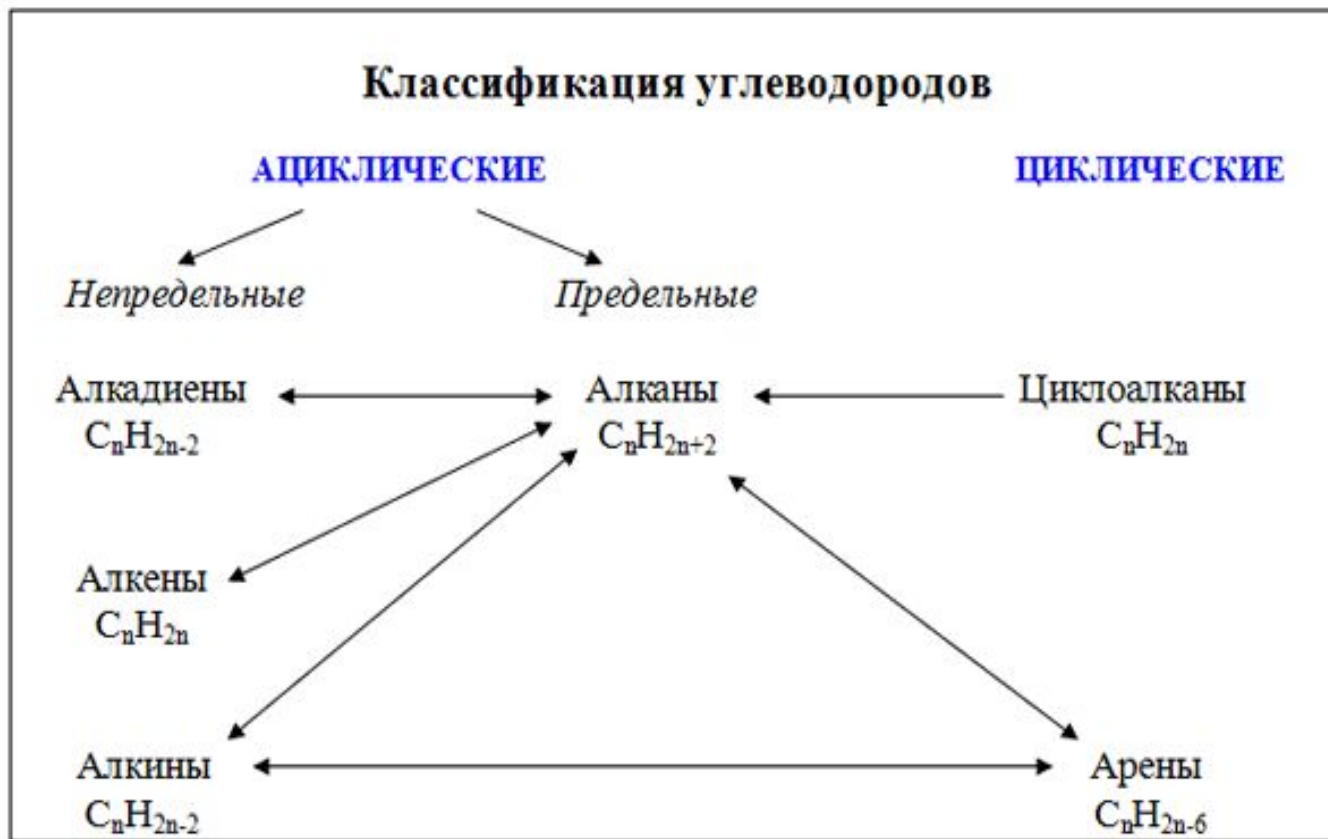 Классификация углеводородов
АЦИКЛИЧЕСКИЕ ЦИКЛИЧЕСКИЕ
Непредельные Предельные
Алкадиены Алканы Циклоалканы
CₙH₂ₙ₋₂ CₙH₂ₙ₊₂ CₙH₂ₙ
Алкены
CₙH₂ₙ
Алкины Арены
CₙH₂ₙ₋₂ CₙH₂ₙ₋₆